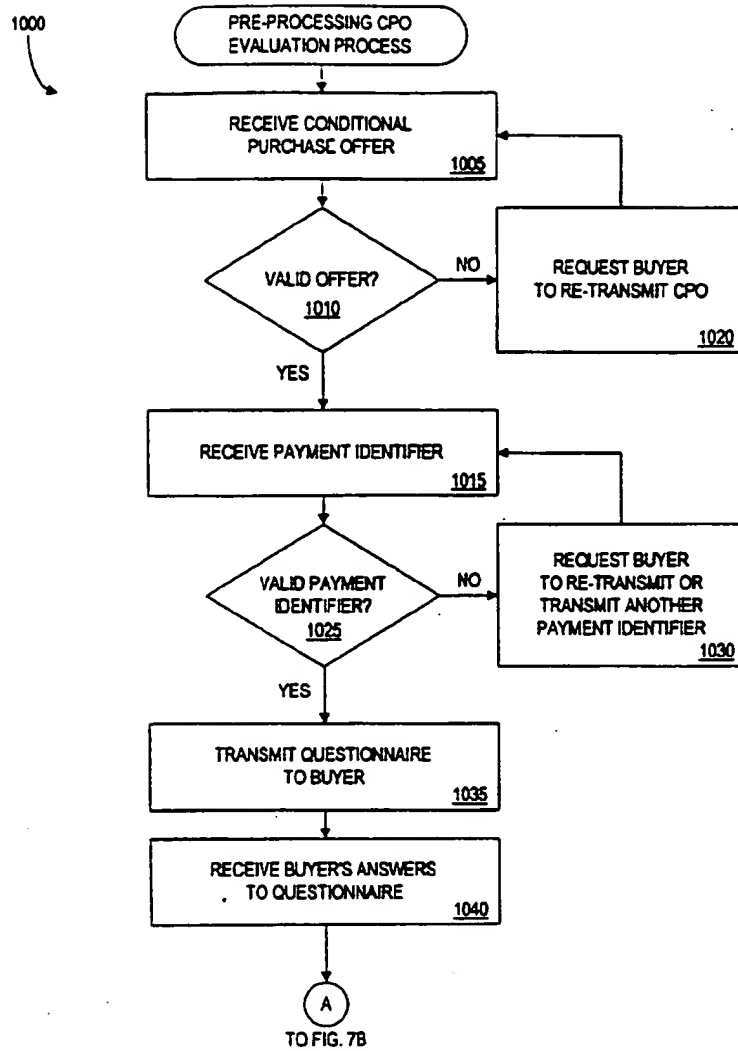 1000
PRE-PROCESSING CPO
EVALUATION PROCESS
RECEIVE CONDITIONAL
PURCHASE OFFER
1005
VALID OFFER?
1010
NO
REQUEST BUYER
TO RE-TRANSMIT CPO
1020
YES
RECEIVE PAYMENT IDENTIFIER
1015
VALID PAYMENT
IDENTIFIER?
1025
NO
REQUEST BUYER
TO RE-TRANSMIT OR
TRANSMIT ANOTHER
PAYMENT IDENTIFIER
1030
YES
TRANSMIT QUESTIONNAIRE
TO BUYER
1035
RECEIVE BUYER'S ANSWERS
TO QUESTIONNAIRE
1040
A
TO FIG. 7B